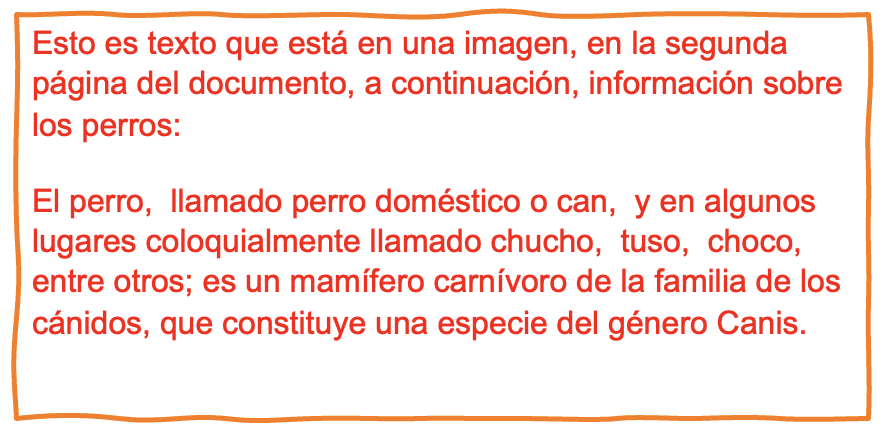 Esto es texto que está en una imagen, en la segunda
página del documento, a continuación, información sobre
los perros:
El perro,  llamado perro doméstico o can,  y en algunos
lugares coloquialmente llamado chucho,  tuso,  choco,
entre otros; es un mamífero carnívoro de la familia de los
cánidos, que constituye una especie del género Canis.